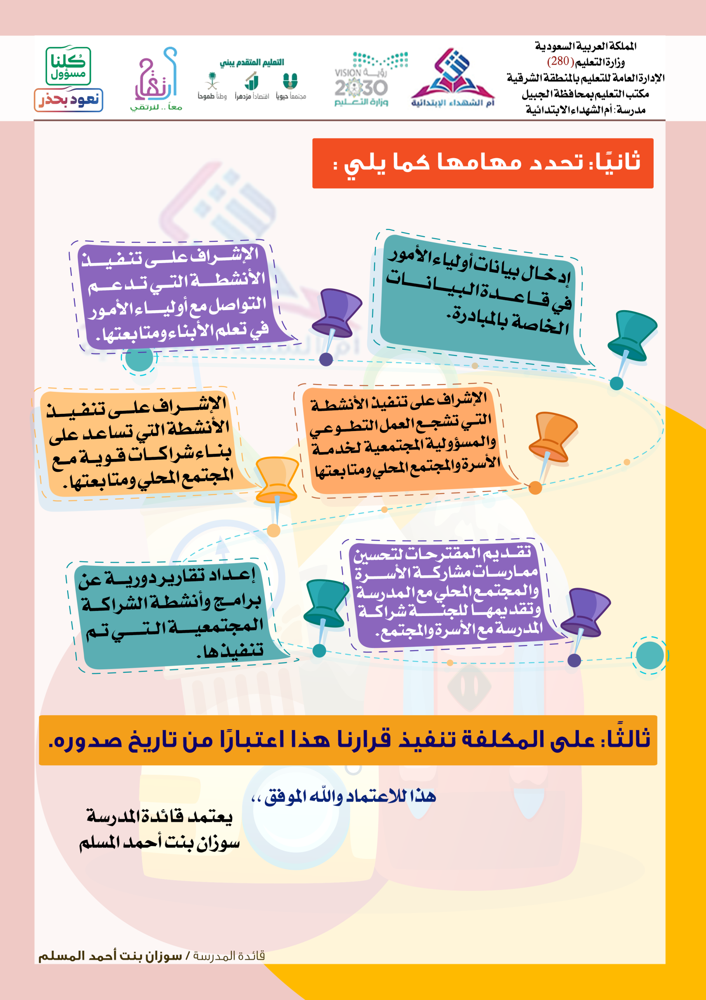 المملكة العربية السعودية
وزارة التعليم (280)
الإدارة العامة للتعليم بالمنطقة الشرقية
مكتب التعليم بمحافظة الجبيل
مدرسة: أم الشهداء الابتدائية
أم الشهداء الإبتدائية
VISION رؤيـــة
2030
وزارة التعـــليم
التعليم المتقدم يبني
مجتمعاً حيوياً
اقتصاداً مزدهراً
وطناً طموحاً
ارتقاء
معاً .. لنرتقي
كُلنا
مسؤول
نعود بحذر
ثانيًا: تحدد مهامها كما يلي :
إدخال بيانات أولياء الأمور
في قاعدة البيانات
الخاصة بالمبادرة.
الإشراف على تنفيذ
الأنشطة التي تدعم
التواصل مع أولياء الأمور
في تعلم الأبناء ومتابعتها.
الإشراف على تنفيذ الأنشطة
التي تشجع العمل التطوعي
والمسؤولية المجتمعية لخدمة
الأسرة والمجتمع المحلي ومتابعتها
الإشراف على تنفيذ
الأنشطة التي تساعد على
بناء شراكات قوية مع
المجتمع المحلي ومتابعتها.
تقديم المقترحات لتحسين
ممارسات مشاركة الأسرة
والمجتمع المحلي مع المدرسة
وتقديمها للجنة شراكة
المدرسة مع الأسرة والمجتمع.
إعداد تقارير دورية عن
برامج وأنشطة الشراكة
المجتمعية التي تم
تنفيذها.
ثالثًا: على المكلفة تنفيذ قرارنا هذا اعتبارًا من تاريخ صدوره.
هذا للاعتماد والله الموفق ،،
يعتمد قائدة المدرسة
سوزان بنت أحمد المسلم
قائدة المدرسة / سوزان بنت أحمد المسلم